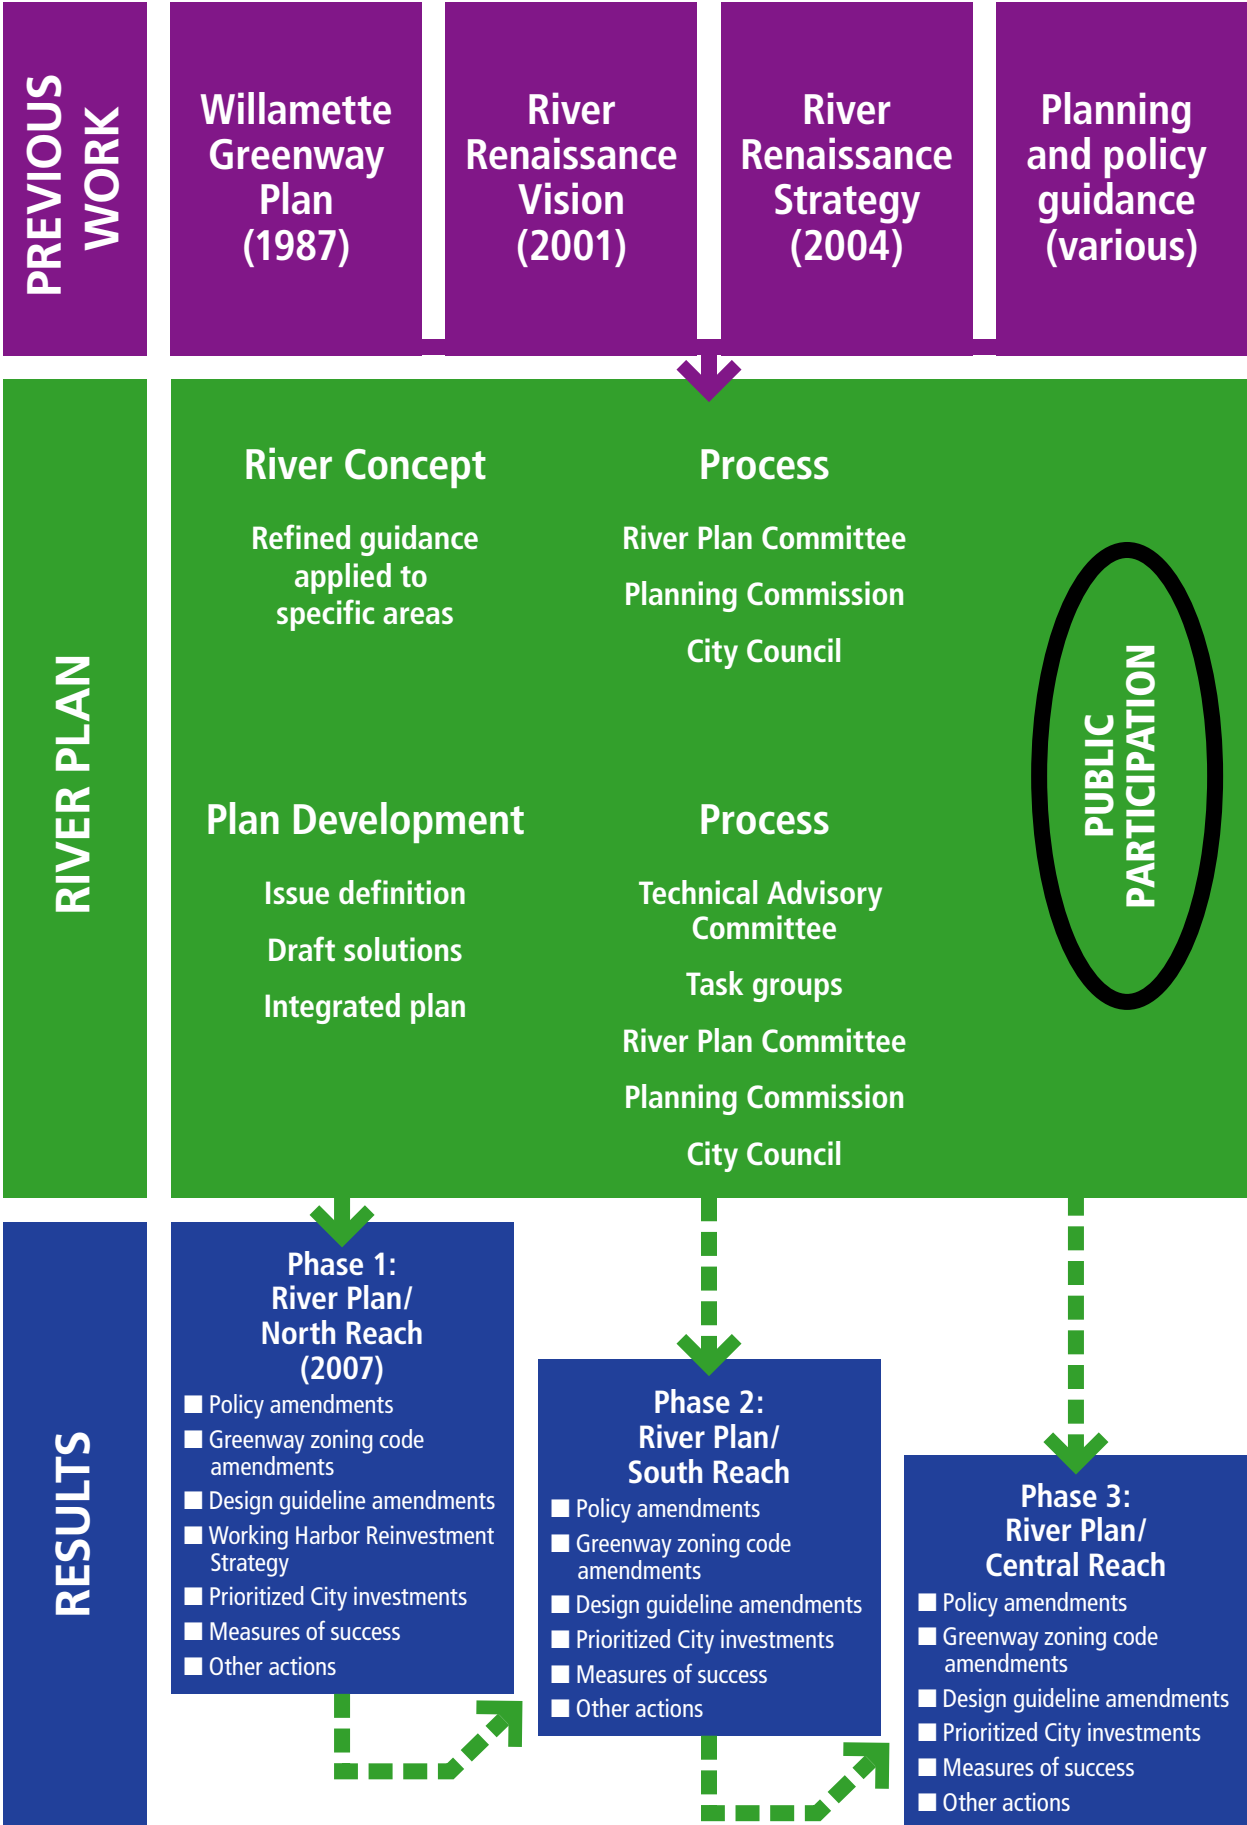 PREVIOUS
WORK
Willamette
Greenway
Plan
(1987)
River
Renaissance
Vision
(2001)
River
Renaissance
Strategy
(2004)
Planning
and policy
guidance
(various)
RIVER PLAN
River Concept
Refined guidance
applied to
specific areas
Process
River Plan Committee
Planning Commission
City Council
Plan Development
Issue definition
Draft solutions
Integrated plan
Process
Technical Advisory
Committee
Task groups
River Plan Committee
Planning Commission
City Council
PUBLIC
PARTICIPATION
RESULTS
Phase 1:
River Plan/
North Reach
(2007)
Policy amendments
Greenway zoning code
amendments
Design guideline amendments
Working Harbor Reinvestment
Strategy
Prioritized City investments
Measures of success
Other actions
Phase 2:
River Plan/
South Reach
Policy amendments
Greenway zoning code
amendments
Design guideline amendments
Prioritized City investments
Measures of success
Other actions
Phase 3:
River Plan/
Central Reach
Policy amendments
Greenway zoning code
amendments
Design guideline amendments
Prioritized City investments
Measures of success
Other actions